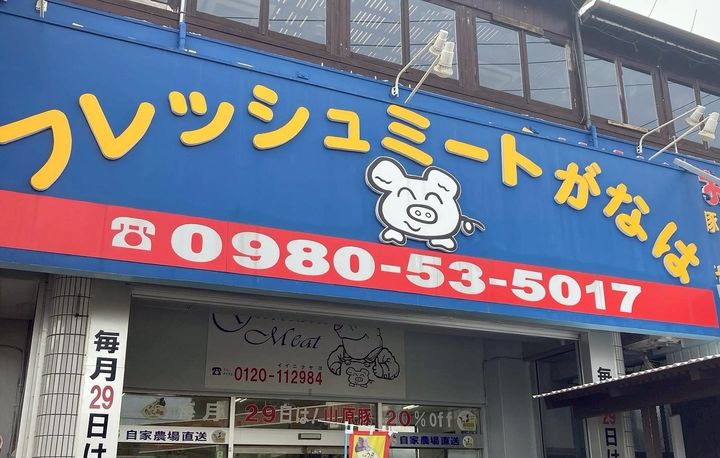 フレッシュミートがなは
☎0980-53-5017
Meat
☎0120-112984
毎月29日は
毎月29日は!山原豚20%off
自家農場直送
自家農場直送
豚